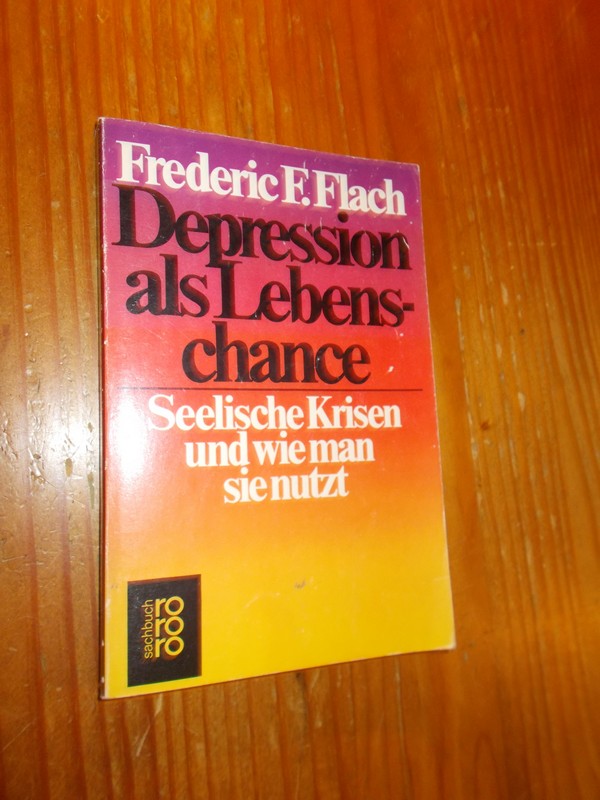 Frederic F. Flach
Depression
als Lebens-
chance
Seelische Krisen
und wie man
sie nutzt
sachbuch
ro
ro
ro